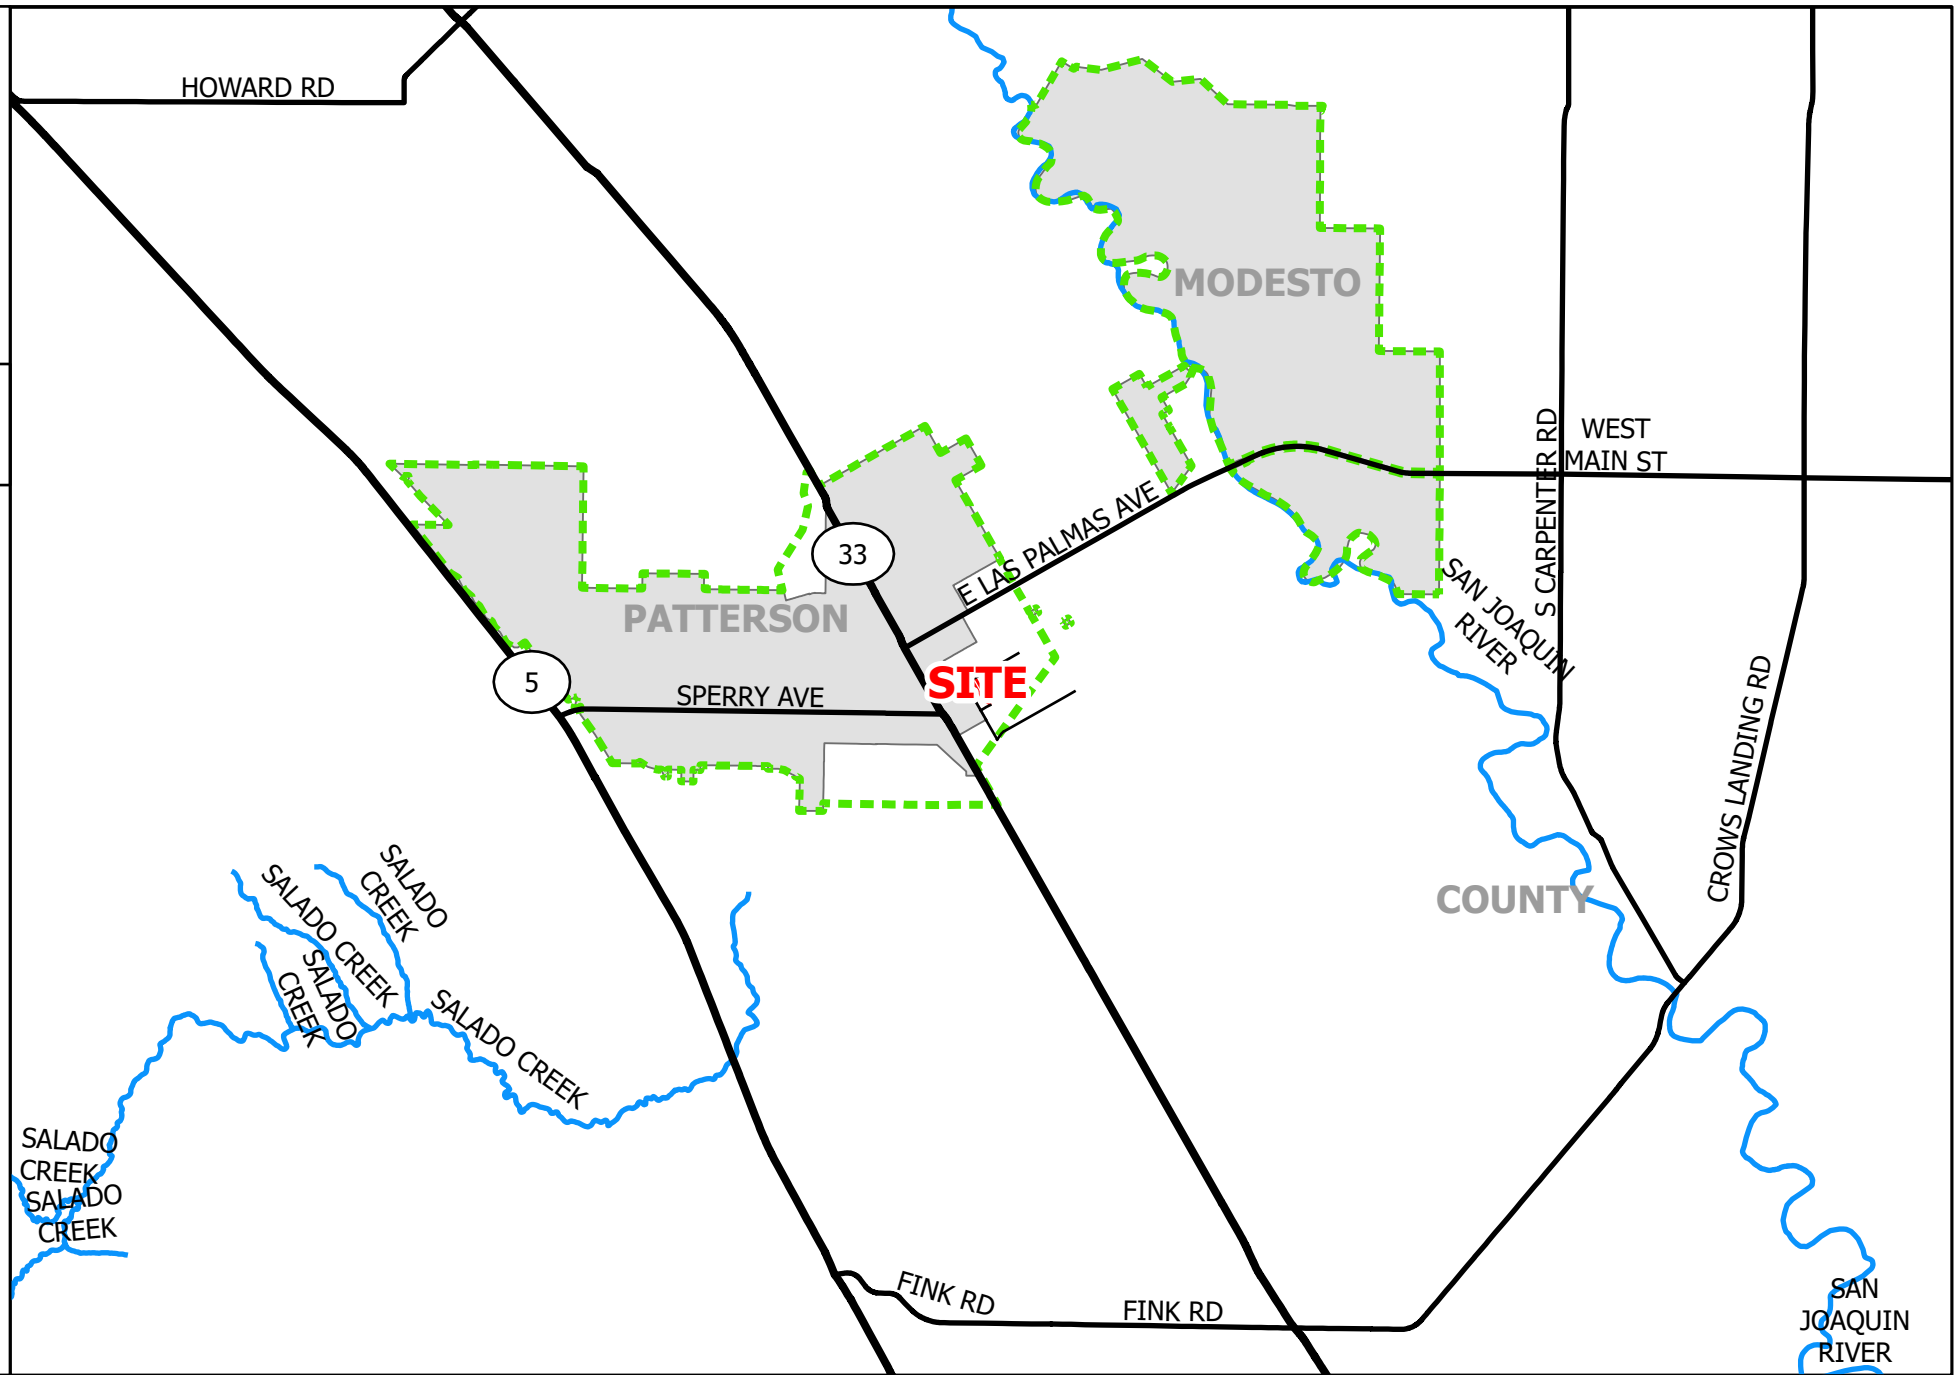 HOWARD RD
MODESTO
WEST
MAIN ST
S CARPENTER RD
E LAS PALMAS AVE
33
PATTERSON
SAN JOAQUIN
RIVER
5
SITE
SPERRY AVE
CROWS LANDING RD
COUNTY
SALADO
CREEK
SALADO CREEK
SALADO
CREEK
SALADO CREEK
SALADO
CREEK
SALADO
CREEK
FINK RD
FINK RD
SAN
JOAQUIN
RIVER